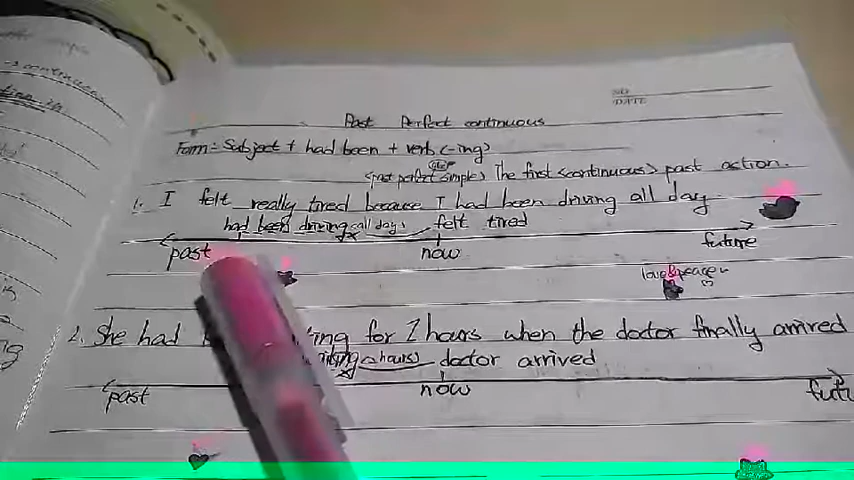 NO
DATE
Past Perfect continuous
Form = Subject + had been + verb (-ing)
<past perfect simple> The first <continuous> past action.
1. I felt really tired because I had been driving all day.
had been driving <all day> felt tired
past now future
love & peace
2. She had for 2 hours when the doctor finally arrived
hours) doctor arrived
past now